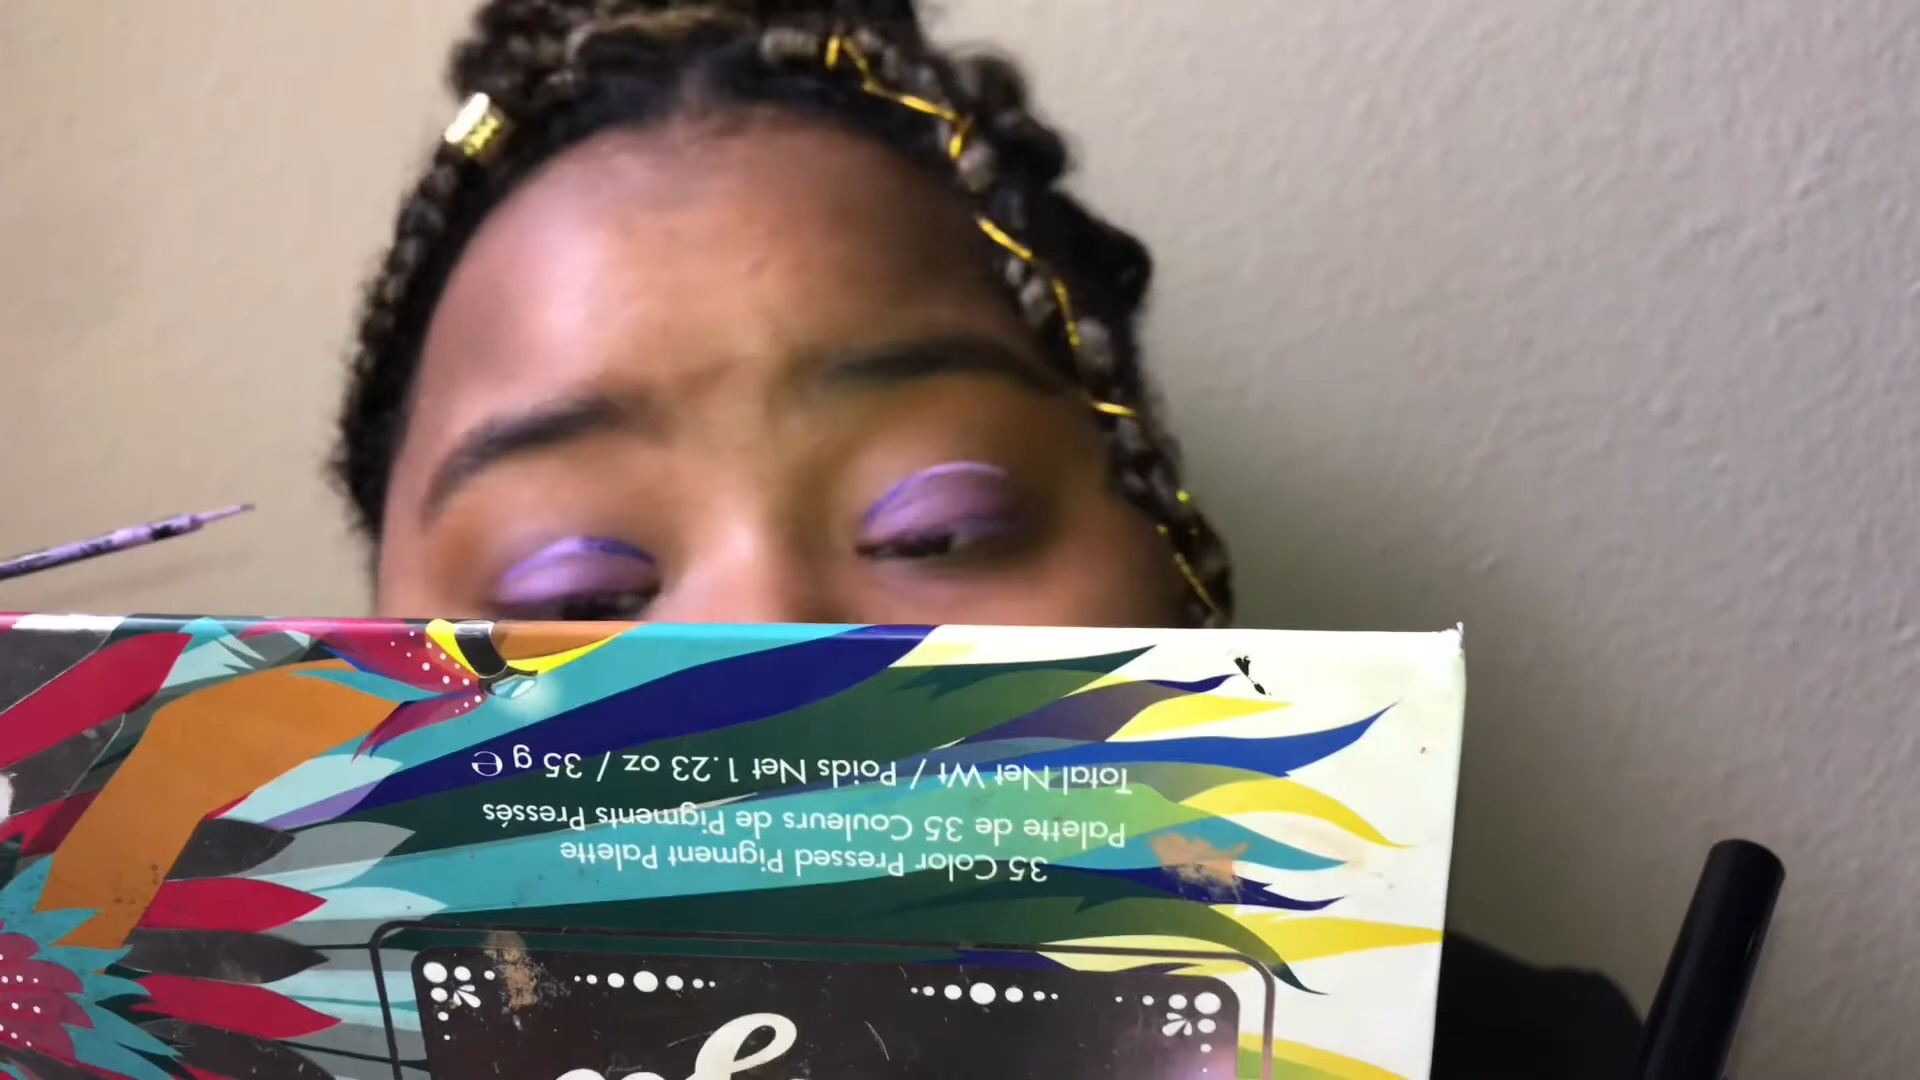 35 Color Pressed Pigment Palette
Palette de 35 Couleurs de Pigments Pressés
Total Net Wt / Poids Net 1.23 oz / 35 g ℮